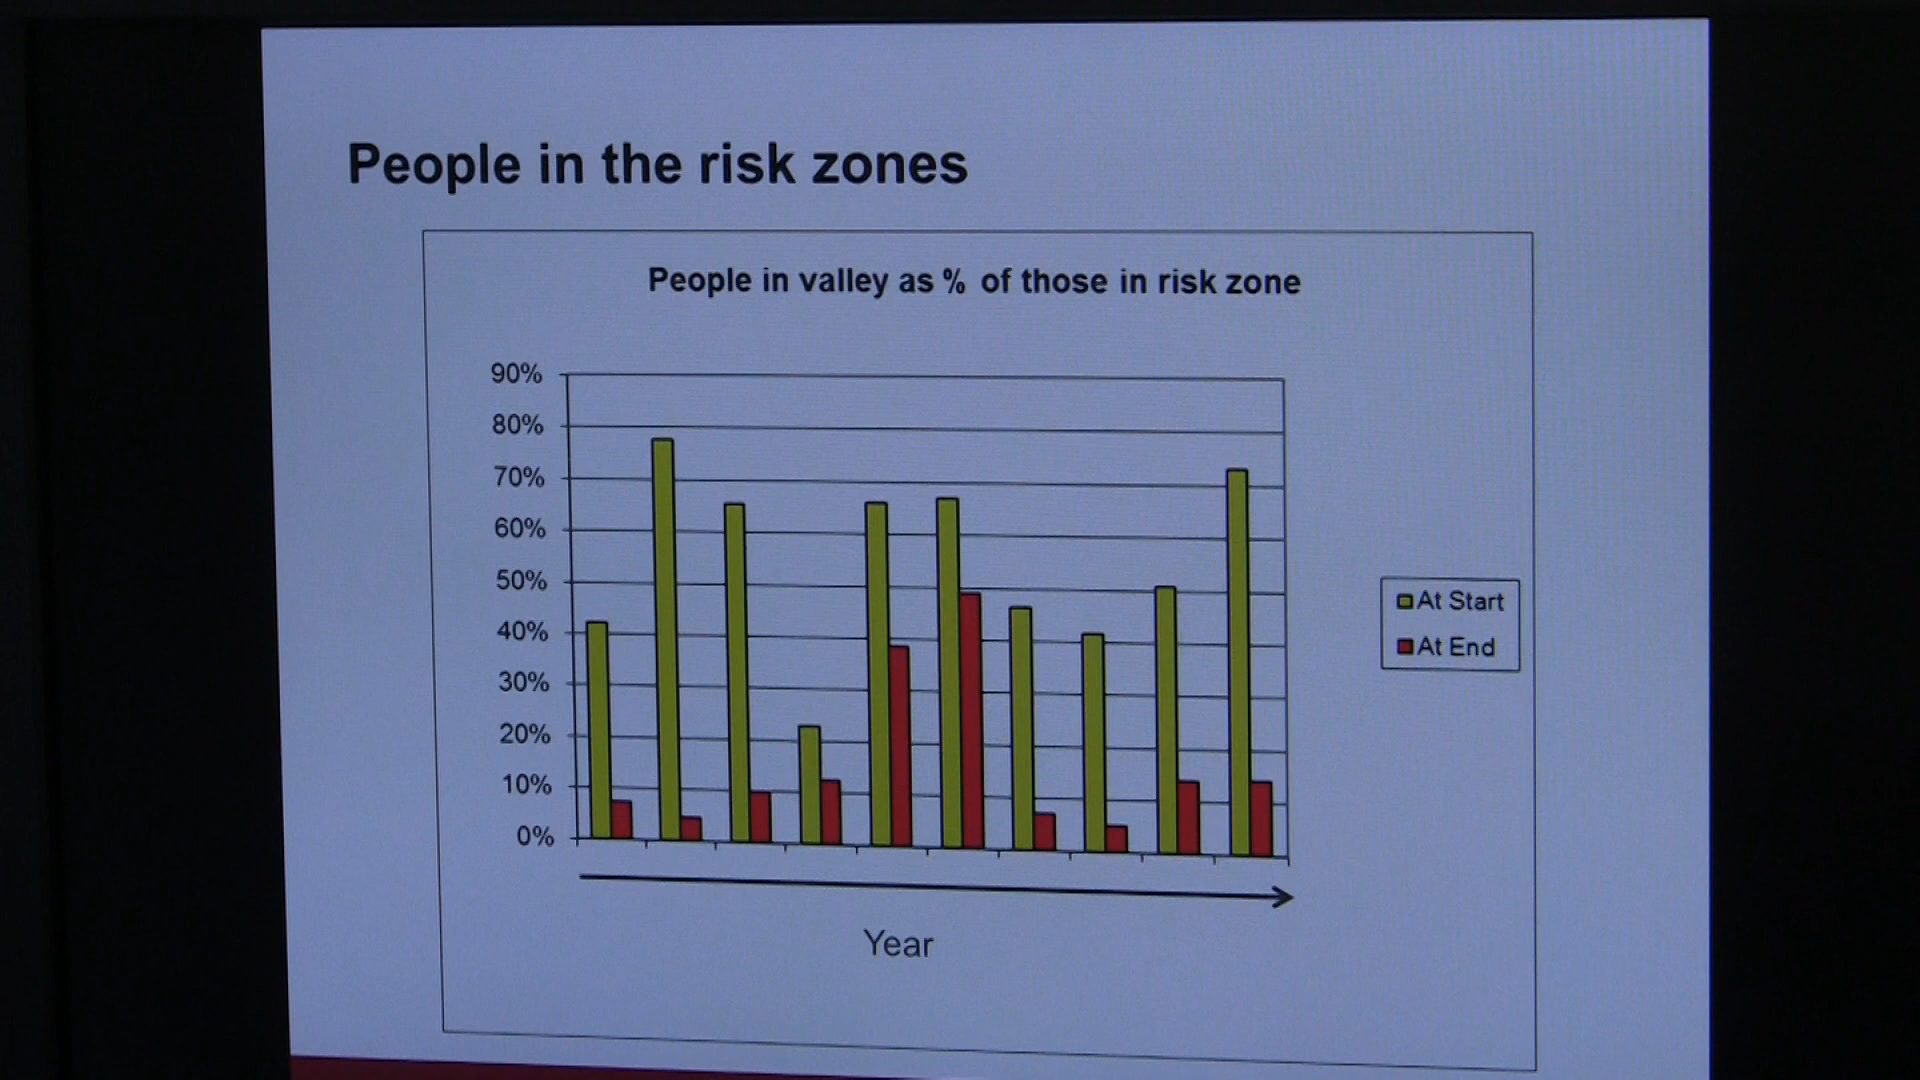 People in the risk zones
People in valley as % of those in risk zone
90%
80%
70%
60%
50%
40%
30%
20%
10%
0%
At Start
At End
Year